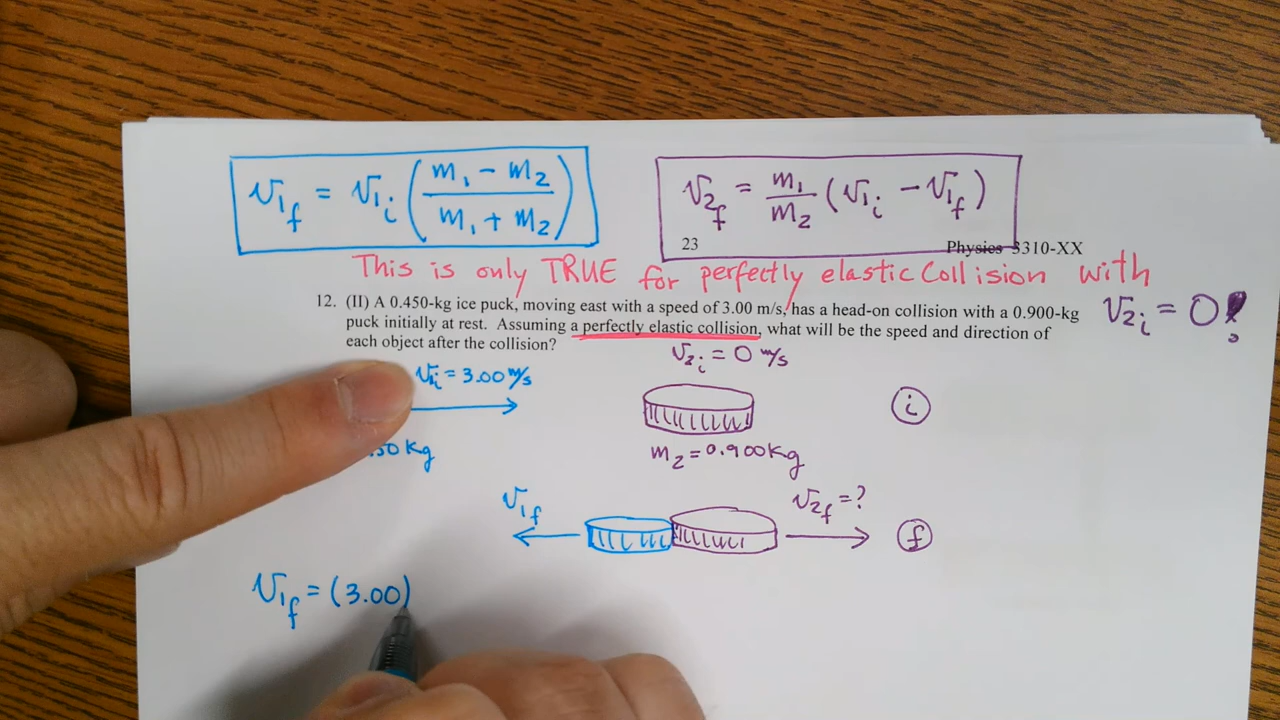 v₁f = v₁i (m₁ - m₂ / m₁ + m₂)
v₂f = m₁/m₂ (v₁i - v₁f)
23
Physics 3310-XX
This is only TRUE for perfectly elastic Collision with
v₂i = 0!
12. (II) A 0.450-kg ice puck, moving east with a speed of 3.00 m/s, has a head-on collision with a 0.900-kg
puck initially at rest. Assuming a perfectly elastic collision, what will be the speed and direction of
each object after the collision?
v₂i = 0 m/s
v₁i = 3.00 m/s
i
50 kg
m₂ = 0.900 kg
v₁f
v₂f = ?
f
v₁f = (3.00)